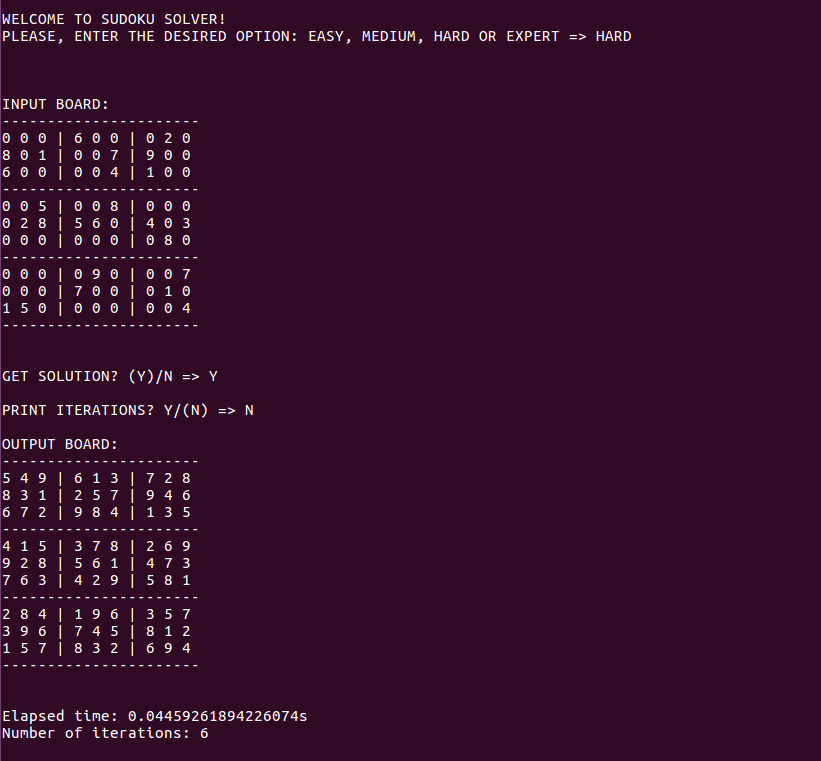 WELCOME TO SUDOKU SOLVER!
PLEASE, ENTER THE DESIRED OPTION: EASY, MEDIUM, HARD OR EXPERT => HARD
INPUT BOARD:
----------------------
0 0 0 | 6 0 0 | 0 2 0
8 0 1 | 0 0 7 | 9 0 0
6 0 0 | 0 0 4 | 1 0 0
----------------------
0 0 5 | 0 0 8 | 0 0 0
0 2 8 | 5 6 0 | 4 0 3
0 0 0 | 0 0 0 | 0 8 0
----------------------
0 0 0 | 0 9 0 | 0 0 7
0 0 0 | 7 0 0 | 0 1 0
1 5 0 | 0 0 0 | 0 0 4
----------------------
GET SOLUTION? (Y)/N => Y
PRINT ITERATIONS? Y/(N) => N
OUTPUT BOARD:
----------------------
5 4 9 | 6 1 3 | 7 2 8
8 3 1 | 2 5 7 | 9 4 6
6 7 2 | 9 8 4 | 1 3 5
----------------------
4 1 5 | 3 7 8 | 2 6 9
9 2 8 | 5 6 1 | 4 7 3
7 6 3 | 4 2 9 | 5 8 1
----------------------
2 8 4 | 1 9 6 | 3 5 7
3 9 6 | 7 4 5 | 8 1 2
1 5 7 | 8 3 2 | 6 9 4
----------------------
Elapsed time: 0.04459261894226074s
Number of iterations: 6